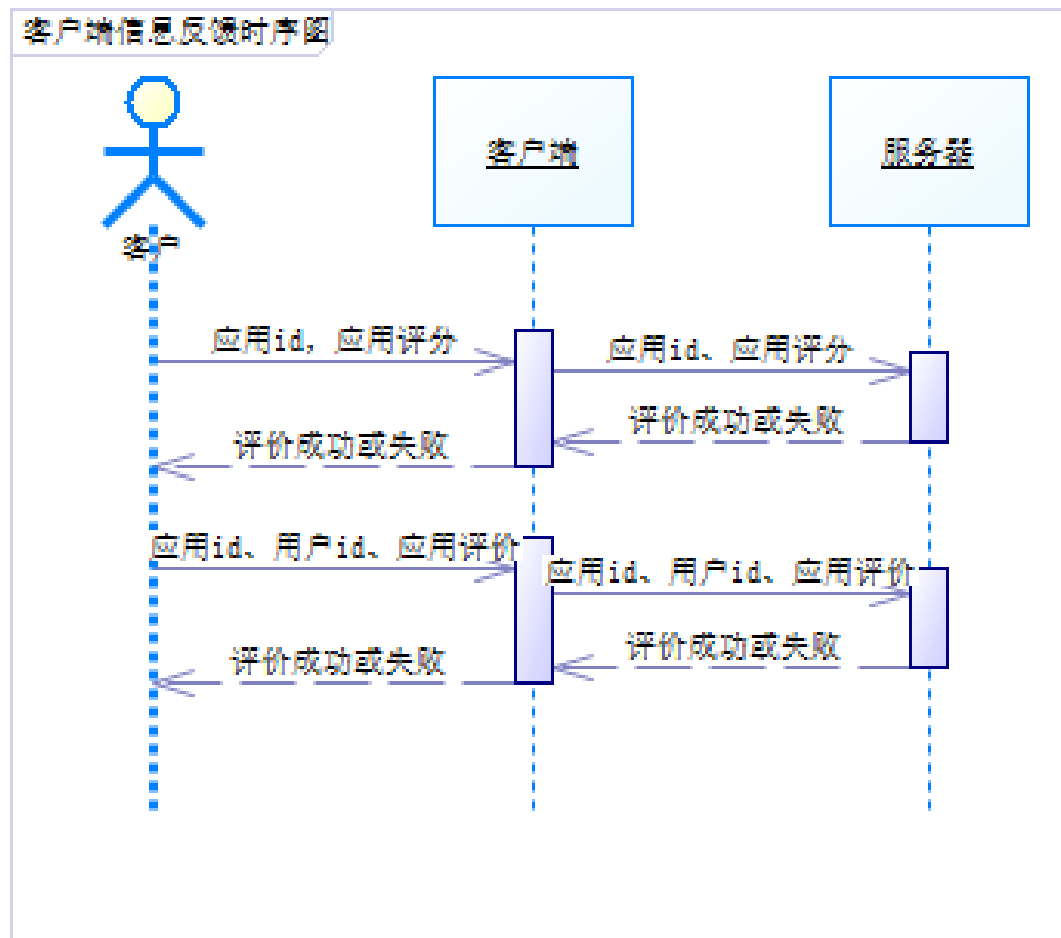 客户端信息反馈时序图
客户端
服务器
客户
应用id，应用评分
应用id、应用评分
评价成功或失败
评价成功或失败
应用id、用户id、应用评价
应用id、用户id、应用评价
评价成功或失败
评价成功或失败